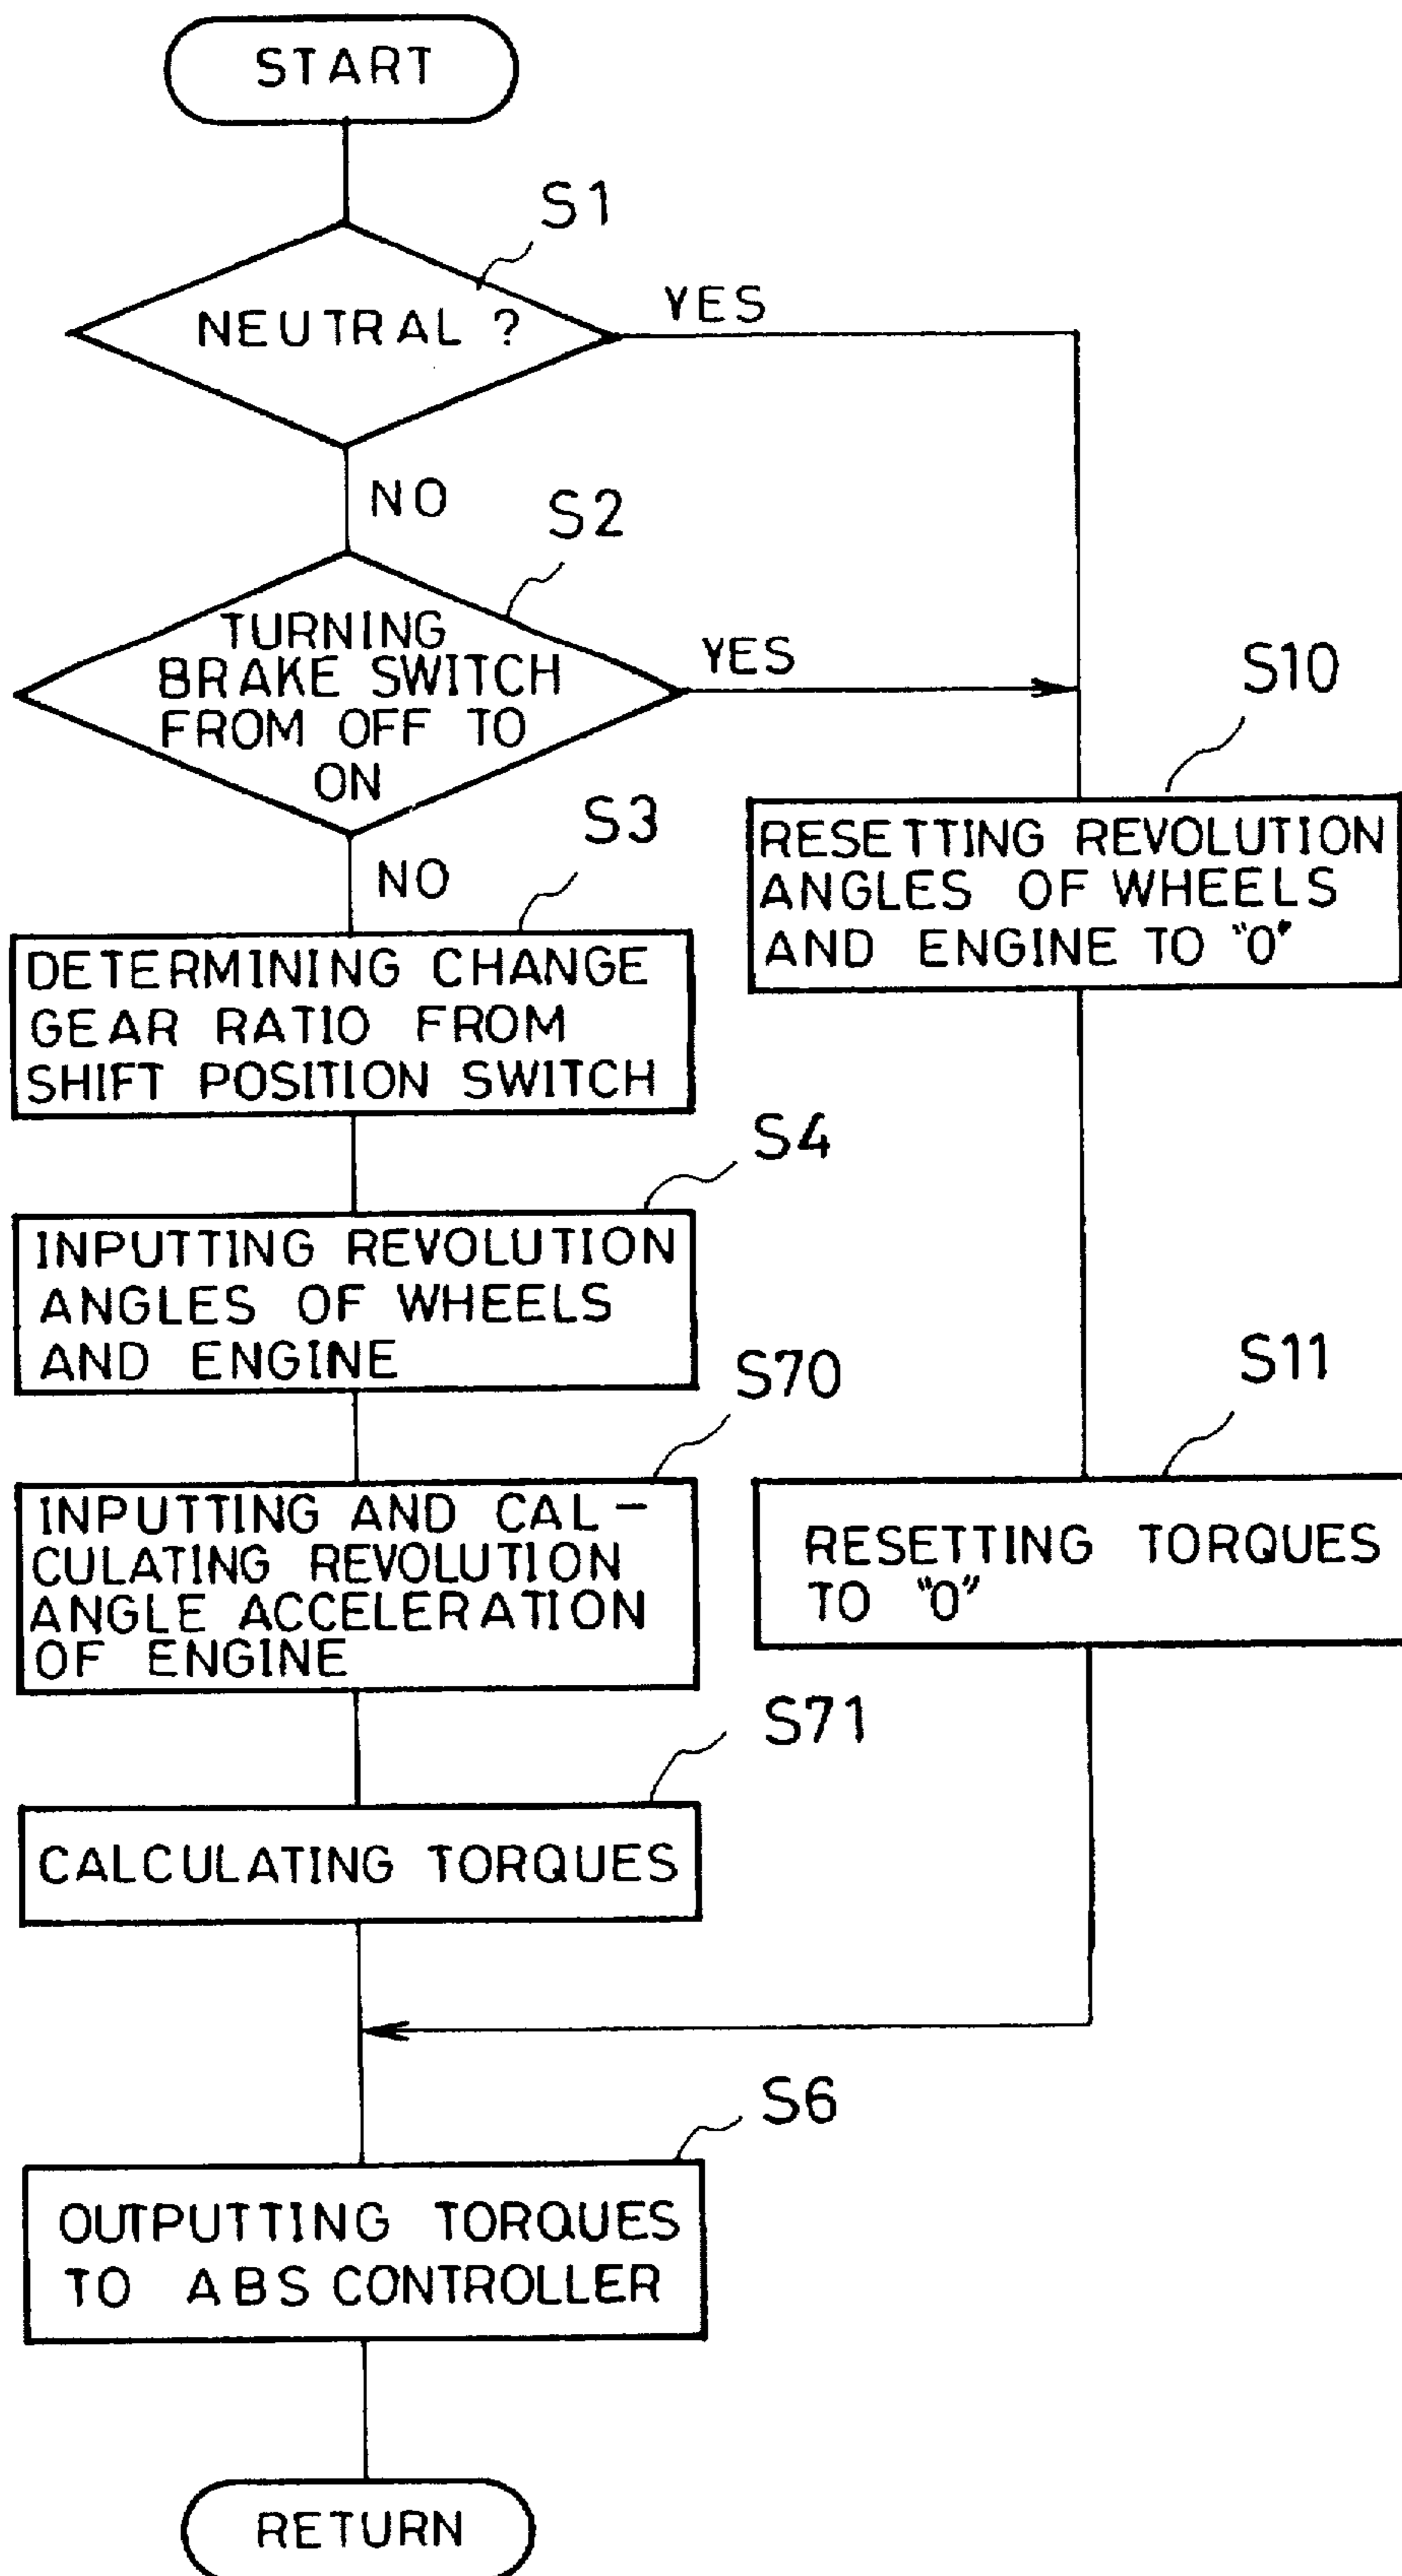 START
S1
NEUTRAL ?
YES
NO
S2
TURNING
BRAKE SWITCH
FROM OFF TO
ON
YES
NO
S3
DETERMINING CHANGE
GEAR RATIO FROM
SHIFT POSITION SWITCH
S10
RESETTING REVOLUTION
ANGLES OF WHEELS
AND ENGINE TO "0"
S4
INPUTTING REVOLUTION
ANGLES OF WHEELS
AND ENGINE
S70
INPUTTING AND CAL-
CULATING REVOLUTION
ANGLE ACCELERATION
OF ENGINE
S11
RESETTING TORQUES
TO "0"
S71
CALCULATING TORQUES
S6
OUTPUTTING TORQUES
TO ABS CONTROLLER
RETURN